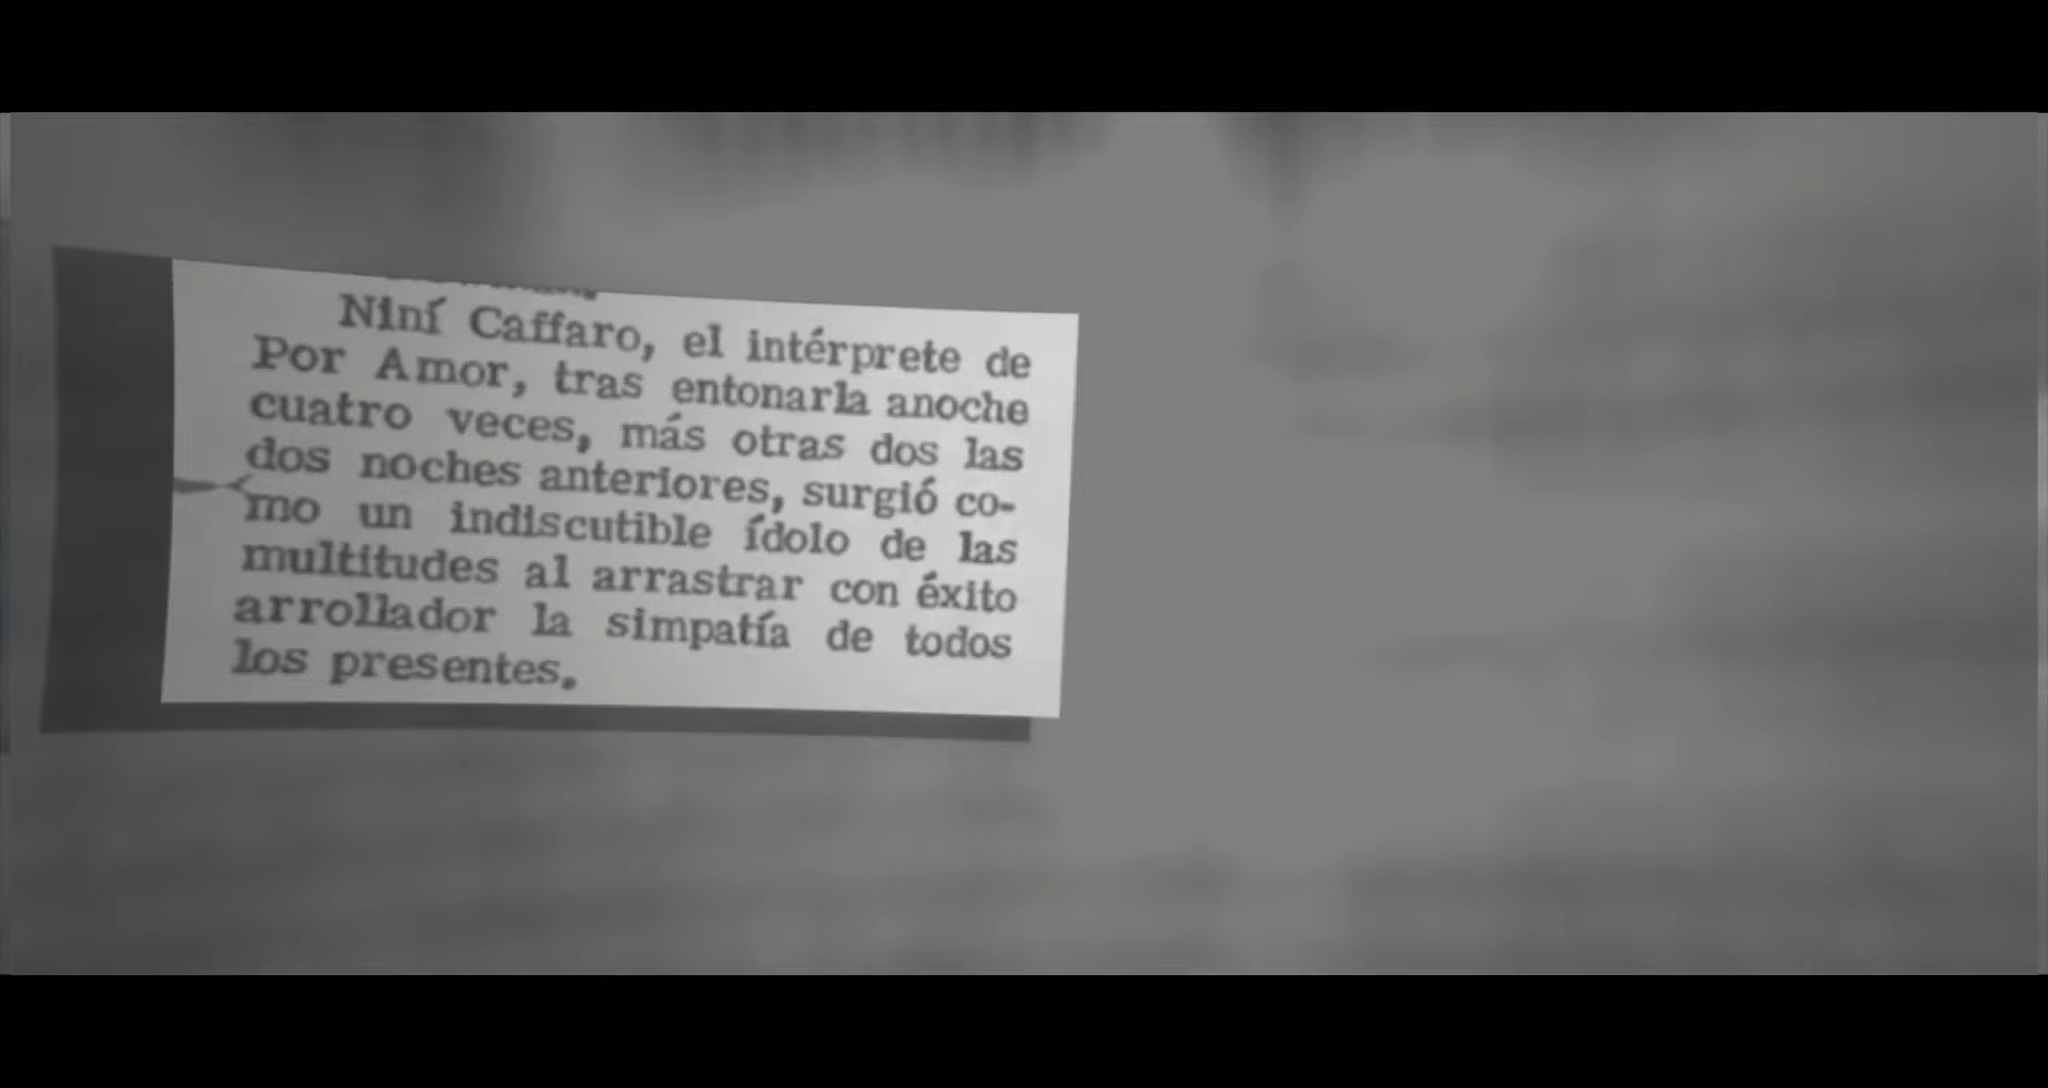 Niní Caffaro, el intérprete de
Por Amor, tras entonarla anoche
cuatro veces, más otras dos las
dos noches anteriores, surgió co-
mo un indiscutible ídolo de las
multitudes al arrastrar con éxito
arrollador la simpatía de todos
los presentes.